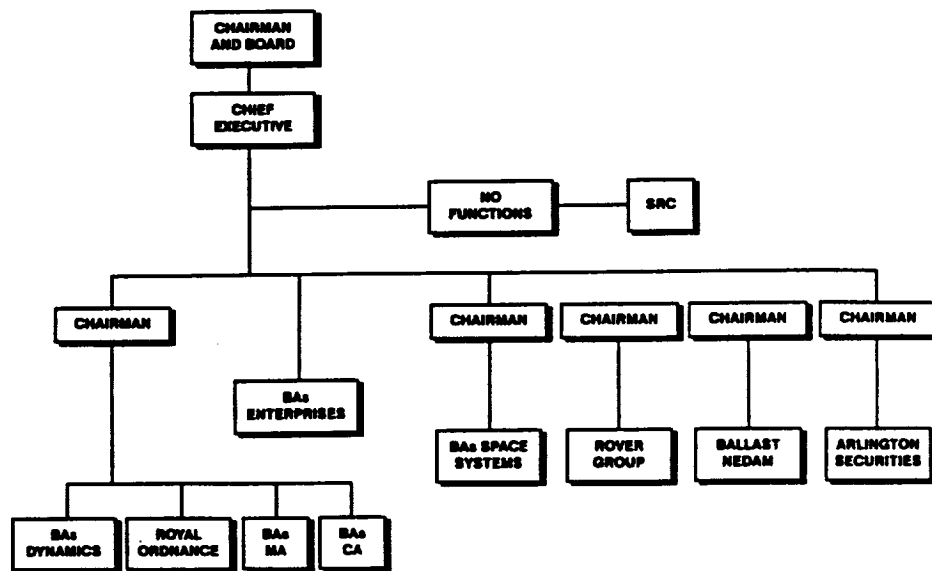 CHAIRMAN
AND BOARD
CHIEF
EXECUTIVE
NO
FUNCTIONS
SRC
CHAIRMAN
CHAIRMAN
CHAIRMAN
CHAIRMAN
CHAIRMAN
BAs
ENTERPRISES
BAs SPACE
SYSTEMS
ROVER
GROUP
BALLAST
NEDAM
ARLINGTON
SECURITIES
BAs
DYNAMICS
ROYAL
ORDNANCE
BAs
MA
BAs
CA